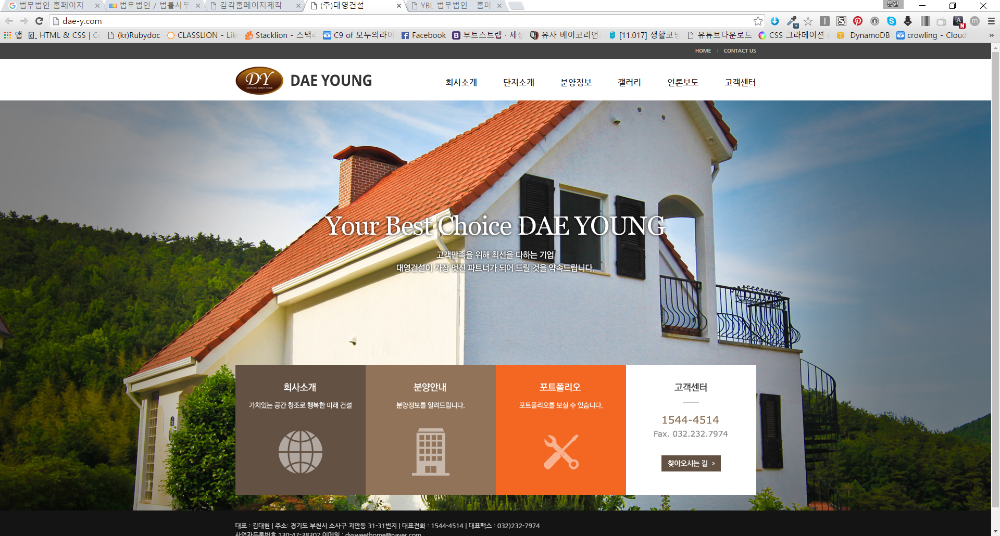 법무법인 홈페이지 -
법무법인 / 법률사무
감각홈페이지제작 -
(주)대영건설
YBL 법무법인 - 홈페
용현
dae-y.com
앱
HTML & CSS | Co
(kr)Rubydoc
CLASSLION - Lik
Stacklion - 스택
C9 of 모두의라이
Facebook
부트스트랩 · 세상
유사 베이코리언
[11.017] 생활코딩
유튜브다운로드
CSS 그라데이션
DynamoDB
crowling - Cloud
»
HOME | CONTACT US
DY
DAEYUNG SWEET HOME
DAE YOUNG
회사소개 단지소개 분양정보 갤러리 언론보도 고객센터
Your Best Choice DAE YOUNG
고객만족을 위해 최선을 다하는 기업
대영건설이 가장 멋진 파트너가 되어 드릴 것을 약속드립니다.
회사소개
가치있는 공간 창조로 행복한 미래 건설
분양안내
분양정보를 알려드립니다.
포트폴리오
포트폴리오를 보실 수 있습니다.
고객센터
1544-4514
Fax. 032.232.7974
찾아오시는 길
대표 : 김대현 | 주소: 경기도 부천시 소사구 괴안동 31-31번지 | 대표전화 : 1544-4514 | 대표팩스 : 032)232-7974
사업자등록번호 130-47-38307 이메일 : dysweethome@naver.com